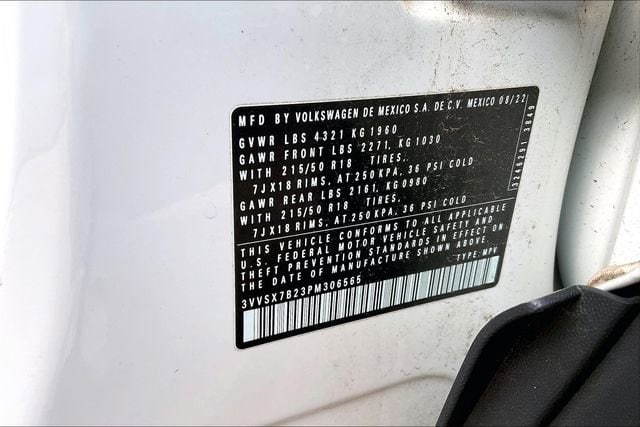 MFD BY VOLKSWAGEN DE MEXICO S.A. DE C.V. MEXICO 08/22
GVWR LBS 4321 KG 1960
GAWR FRONT LBS 2271, KG 1030
WITH 215/50 R18 TIRES,
7JX18 RIMS, AT 250 KPA, 36 PSI COLD
GAWR REAR LBS 2161, KG 0980
WITH 215/50 R18 TIRES,
7JX18 RIMS, AT 250 KPA, 36 PSI COLD
THIS VEHICLE CONFORMS TO ALL APPLICABLE
U.S. FEDERAL MOTOR VEHICLE SAFETY AND
THEFT PREVENTION STANDARDS IN EFFECT ON
THE DATE OF MANUFACTURE SHOWN ABOVE.
3VVSX7B23PM306565 TYPE: MPV
3246291 3849